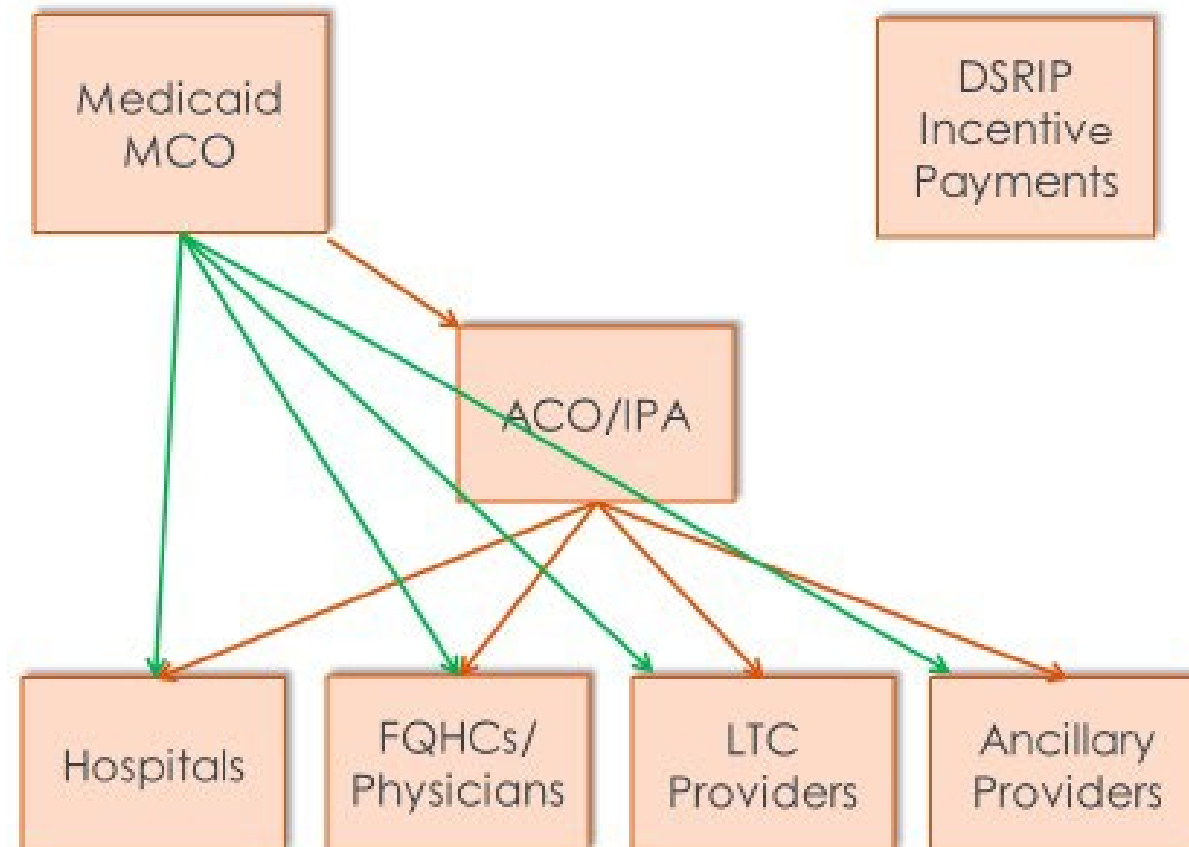 Medicaid
MCO
DSRIP
Incentive
Payments
ACO/IPA
Hospitals
FQHCs/
Physicians
LTC
Providers
Ancillary
Providers